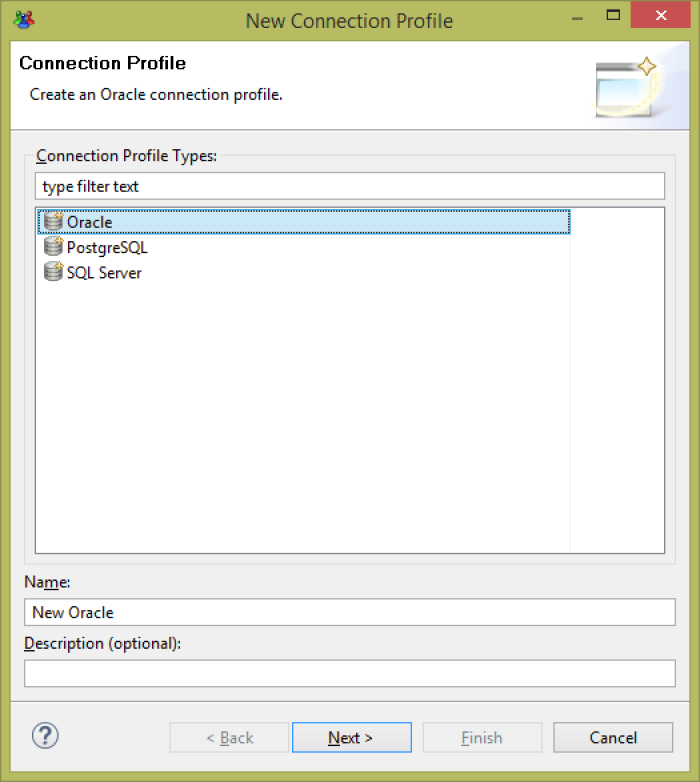 New Connection Profile
Connection Profile
Create an Oracle connection profile.
Connection Profile Types:
type filter text
Oracle
PostgreSQL
SQL Server
Name:
New Oracle
Description (optional):
? < Back Next > Finish Cancel